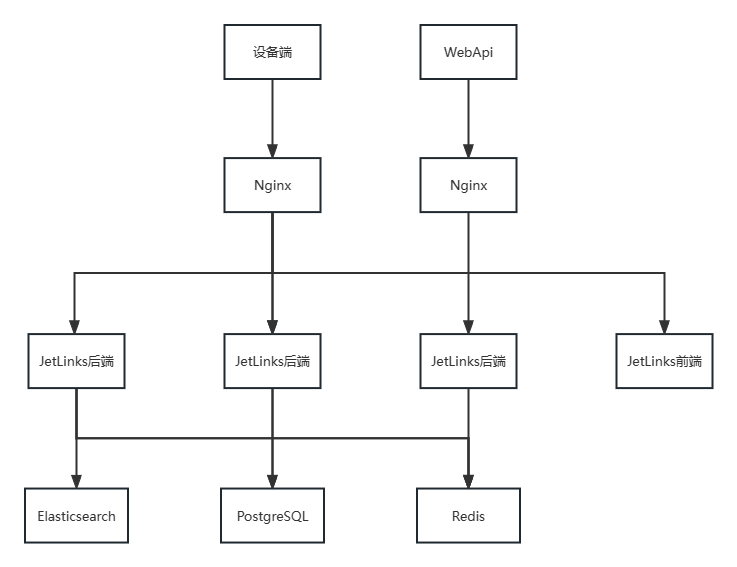 设备端
WebApi
Nginx
Nginx
JetLinks后端
JetLinks后端
JetLinks后端
JetLinks前端
Elasticsearch
PostgreSQL
Redis